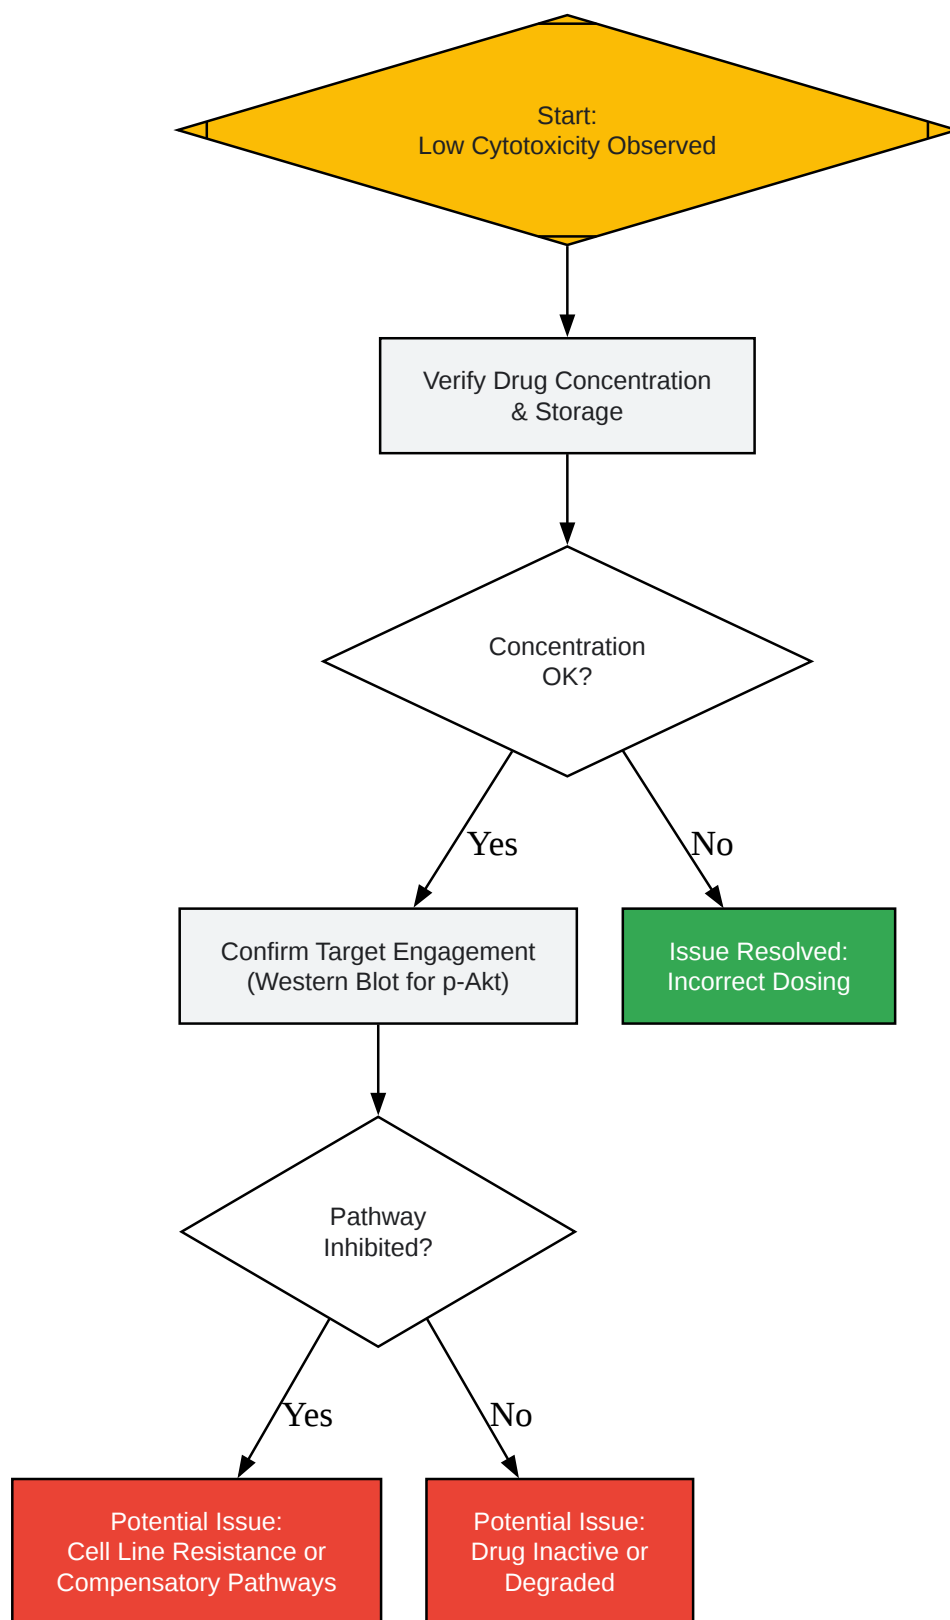 Start:
Low Cytotoxicity Observed
Verify Drug Concentration
& Storage
Concentration
OK?
Yes
No
Confirm Target Engagement
(Western Blot for p-Akt)
Issue Resolved:
Incorrect Dosing
Pathway
Inhibited?
Yes
No
Potential Issue:
Cell Line Resistance or
Compensatory Pathways
Potential Issue:
Drug Inactive or
Degraded